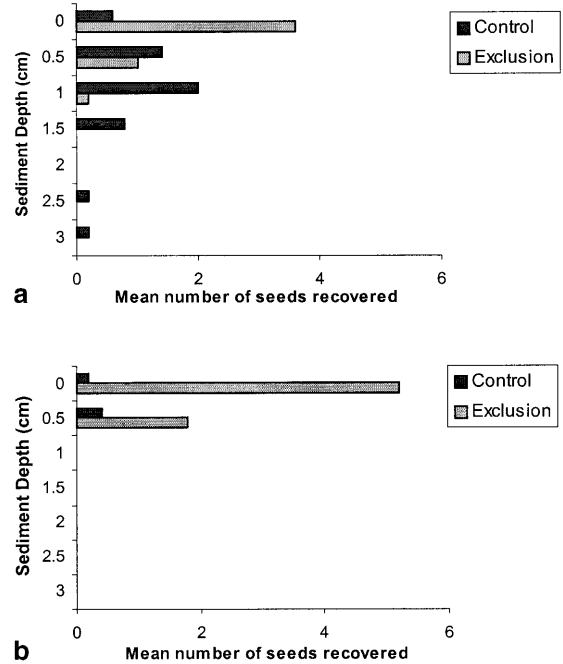 Control
Exclusion
Sediment Depth (cm)
0
0.5
1
1.5
2
2.5
3
0 2 4 6
Mean number of seeds recovered
a
Control
Exclusion
Sediment Depth (cm)
0
0.5
1
1.5
2
2.5
3
0 2 4 6
Mean number of seeds recovered
b